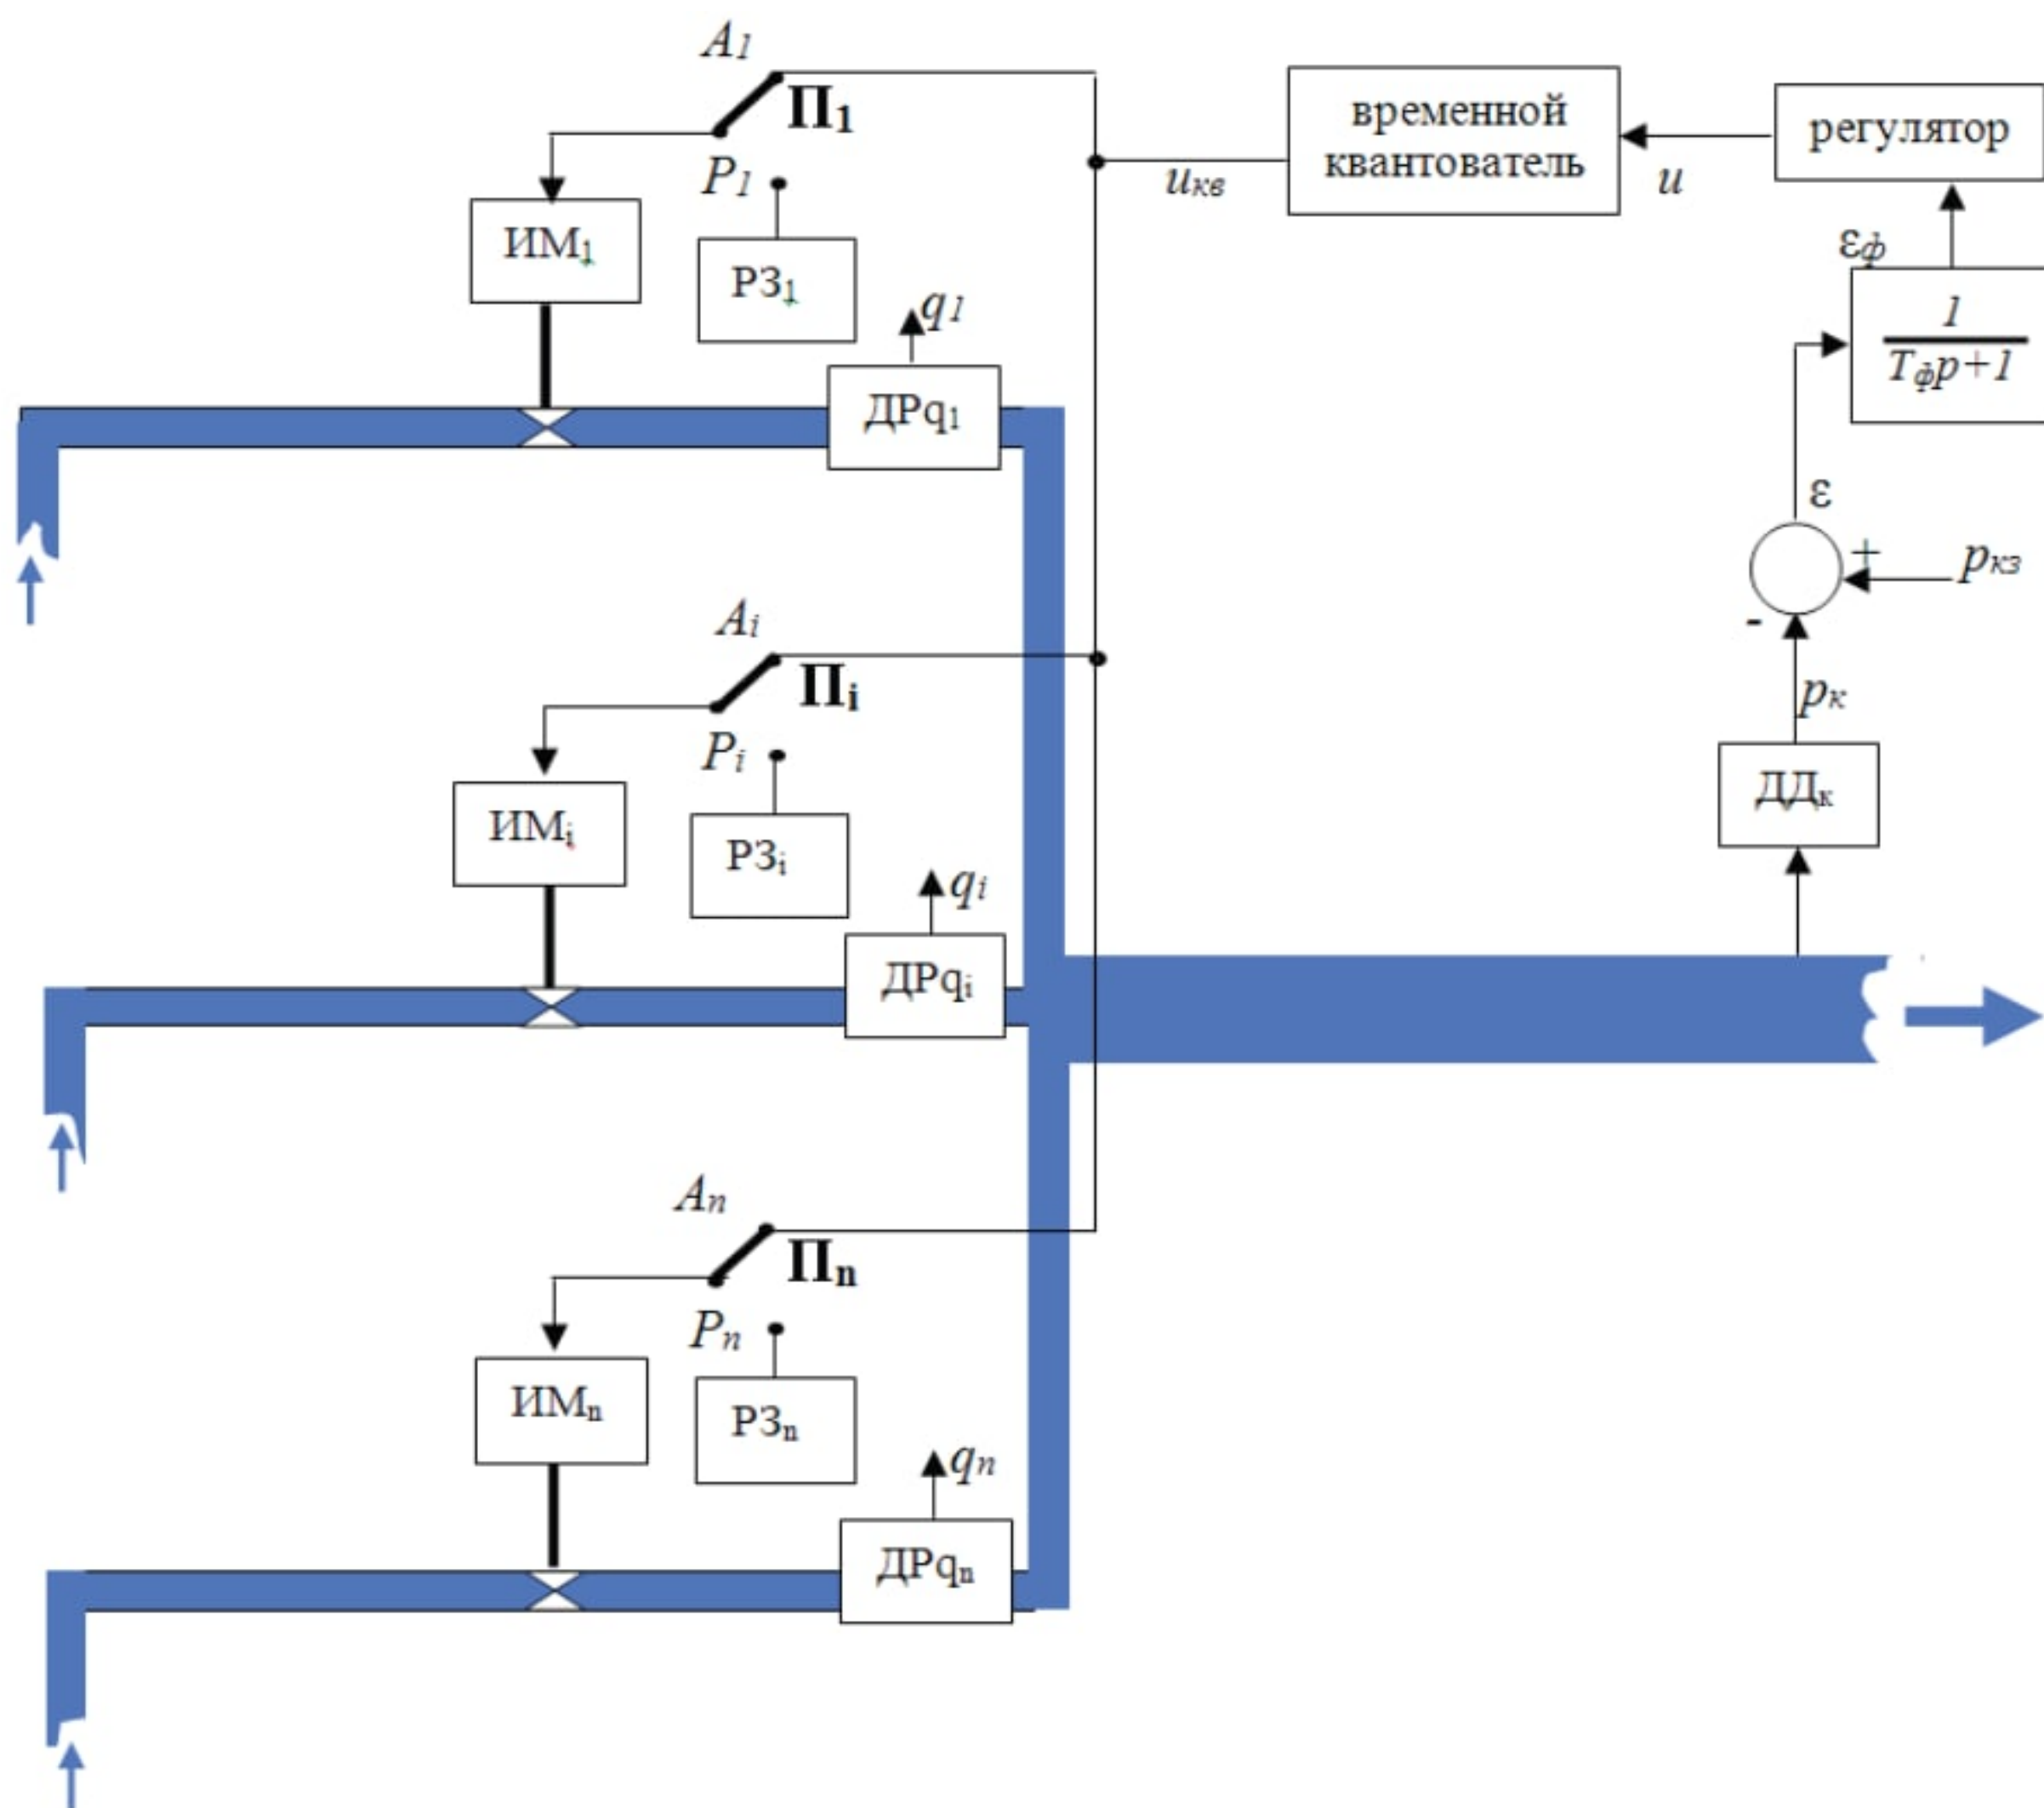 A1
П1
P1
ИМ1
РЗ1
q1
ДРq1
временной
квантователь
uкв
u
регулятор
εф
1
Tфp+1
ε
+
pкз
-
pк
ДДк
Ai
Пi
Pi
ИМi
РЗi
qi
ДРqi
An
Пn
Pn
ИМn
РЗn
qn
ДРqn